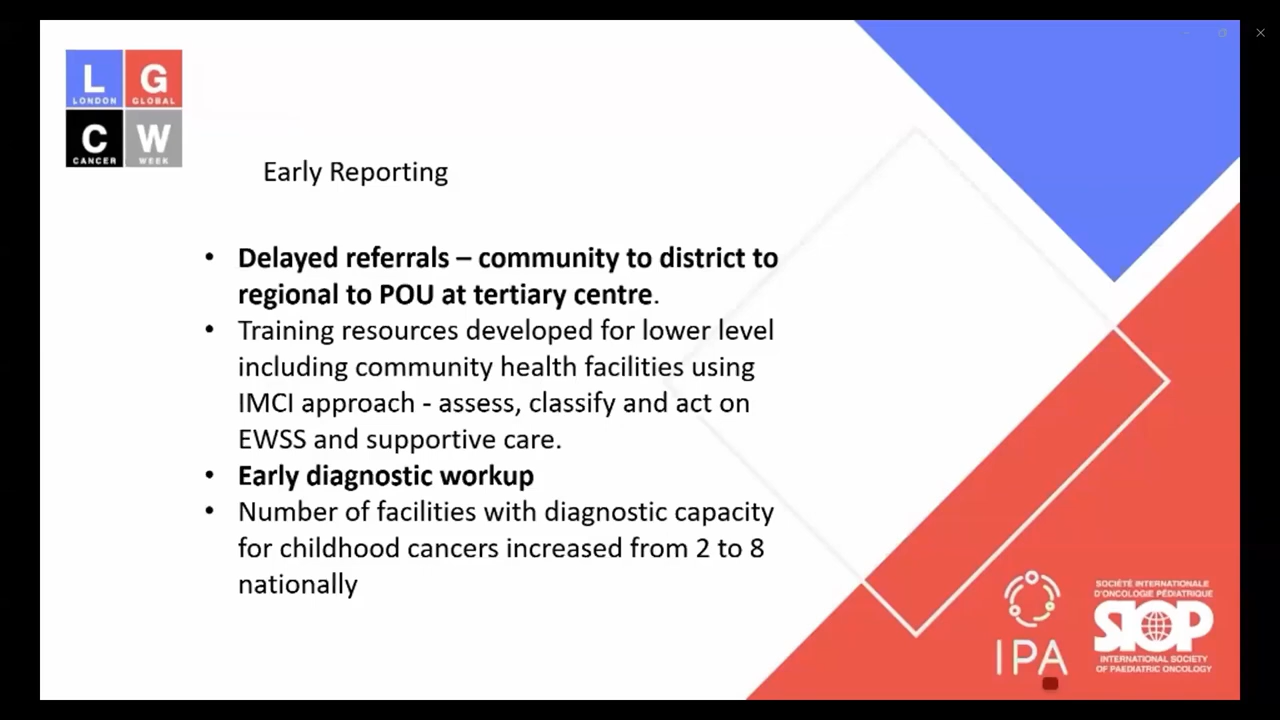 L G
LONDON GLOBAL
C W
CANCER WEEK
Early Reporting
• Delayed referrals – community to district to
regional to POU at tertiary centre.
• Training resources developed for lower level
including community health facilities using
IMCI approach - assess, classify and act on
EWSS and supportive care.
• Early diagnostic workup
• Number of facilities with diagnostic capacity
for childhood cancers increased from 2 to 8
nationally
IPA
SOCIÉTÉ INTERNATIONALE
D'ONCOLOGIE PÉDIATRIQUE
SIOP
INTERNATIONAL SOCIETY
OF PAEDIATRIC ONCOLOGY